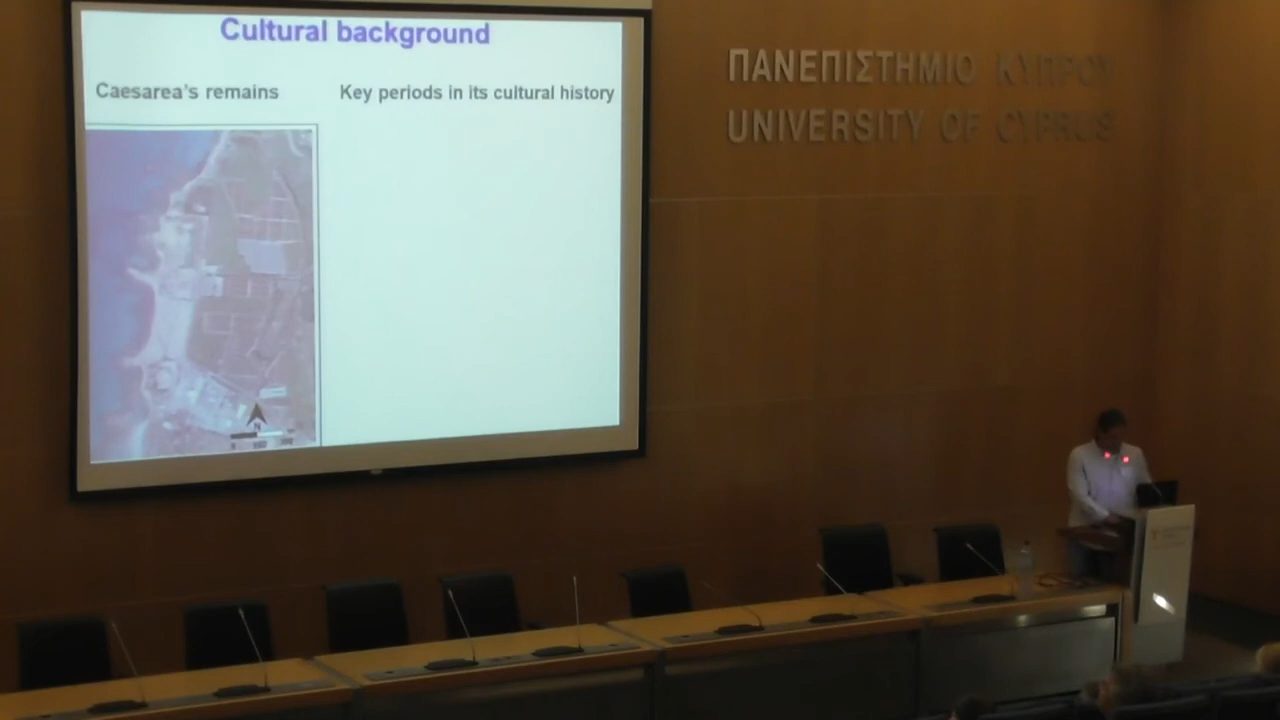 Cultural background
Caesarea's remains
Key periods in its cultural history
N
ΠΑΝΕΠΙΣΤΗΜΙΟ ΚΥΠΡΟΥ
UNIVERSITY OF CYPRUS